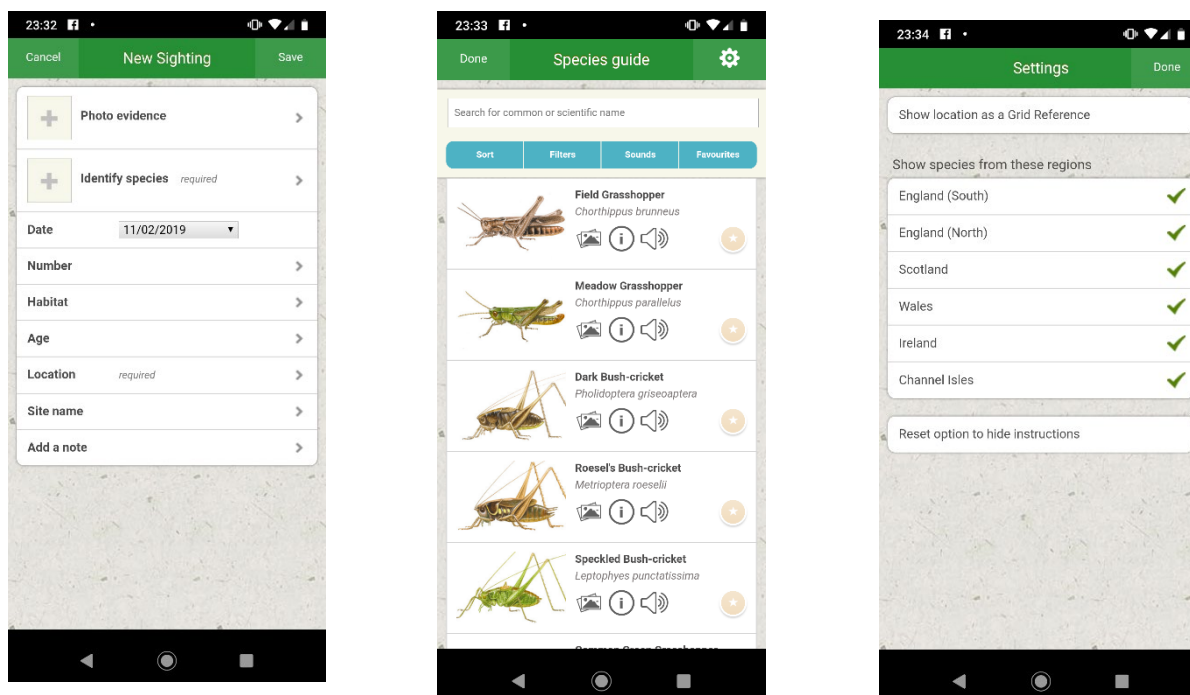 23:32
Cancel New Sighting Save
Photo evidence
Identify species required
Date 11/02/2019
Number
Habitat
Age
Location required
Site name
Add a note
23:33
Done Species guide
Search for common or scientific name
Sort Filters Sounds Favourites
Field Grasshopper
Chorthippus brunneus
Meadow Grasshopper
Chorthippus parallelus
Dark Bush-cricket
Pholidoptera griseoaptera
Roesel's Bush-cricket
Metrioptera roeselii
Speckled Bush-cricket
Leptophyes punctatissima
Common Green Grasshopper
23:34
Settings Done
Show location as a Grid Reference
Show species from these regions
England (South)
England (North)
Scotland
Wales
Ireland
Channel Isles
Reset option to hide instructions